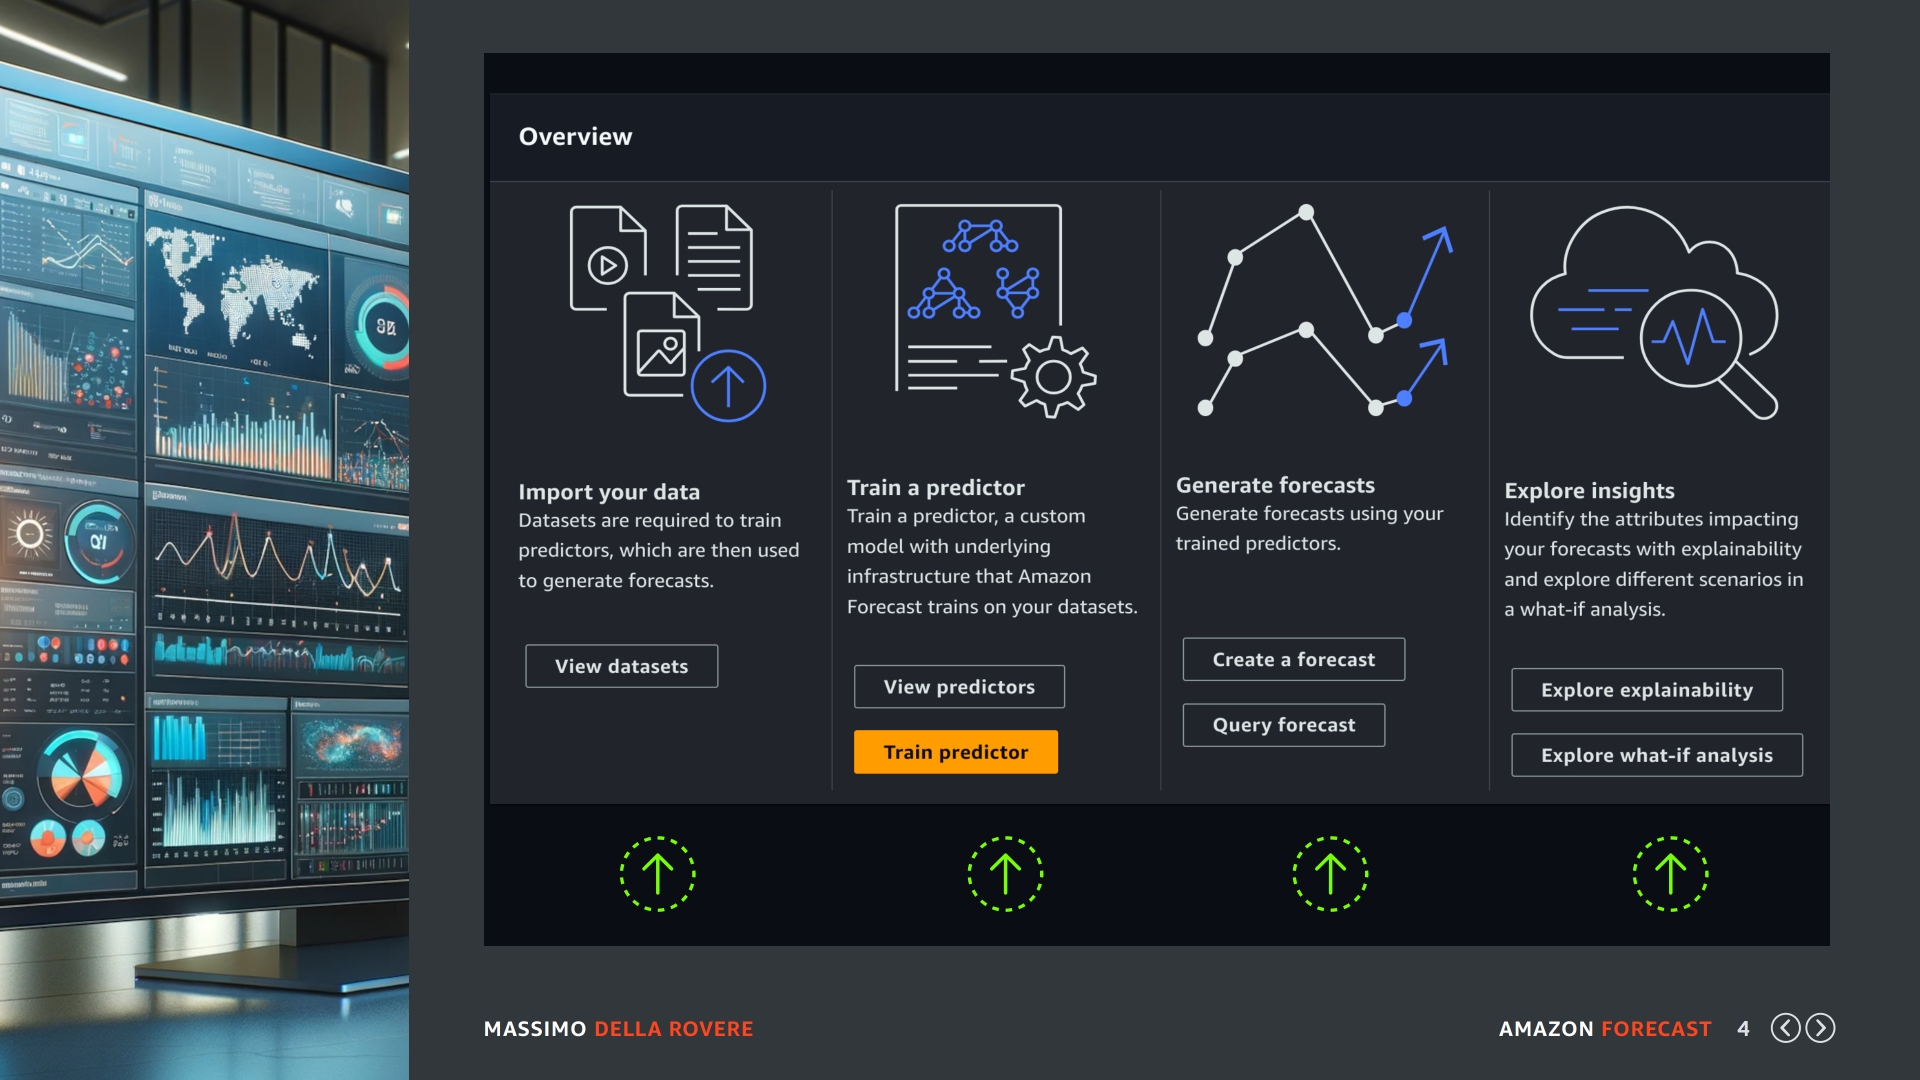 Overview
Import your data
Datasets are required to train
predictors, which are then used
to generate forecasts.
View datasets
Train a predictor
Train a predictor, a custom
model with underlying
infrastructure that Amazon
Forecast trains on your datasets.
View predictors
Train predictor
Generate forecasts
Generate forecasts using your
trained predictors.
Create a forecast
Query forecast
Explore insights
Identify the attributes impacting
your forecasts with explainability
and explore different scenarios in
a what-if analysis.
Explore explainability
Explore what-if analysis
MASSIMO DELLA ROVERE
AMAZON FORECAST 4